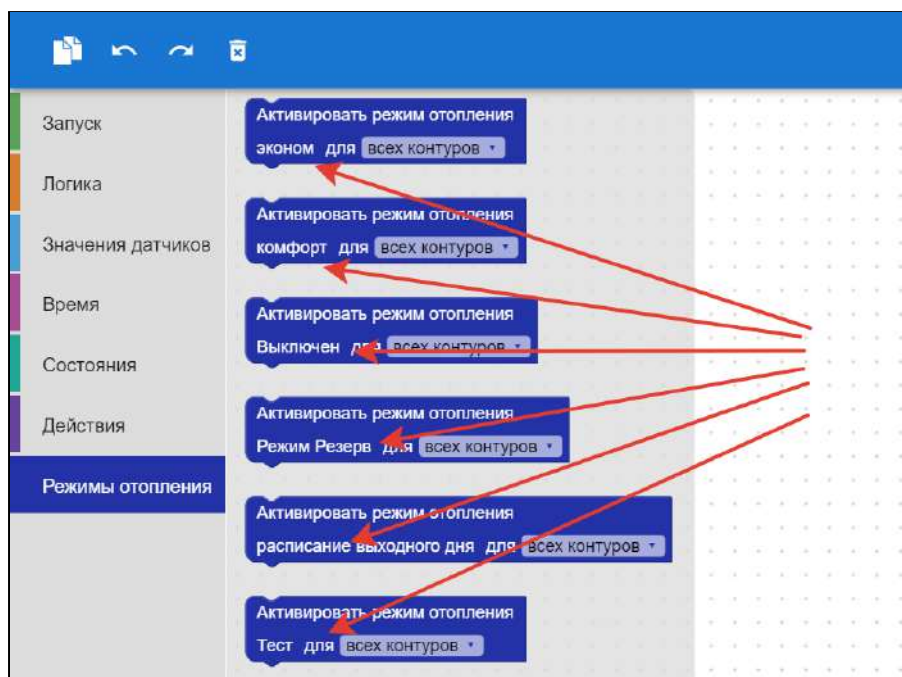 Запуск
Логика
Значения датчиков
Время
Состояния
Действия
Режимы отопления
Активировать режим отопления
эконом для всех контуров
Активировать режим отопления
комфорт для всех контуров
Активировать режим отопления
Выключен для всех контуров
Активировать режим отопления
Режим Резерв для всех контуров
Активировать режим отопления
расписание выходного дня для всех контуров
Активировать режим отопления
Тест для всех контуров